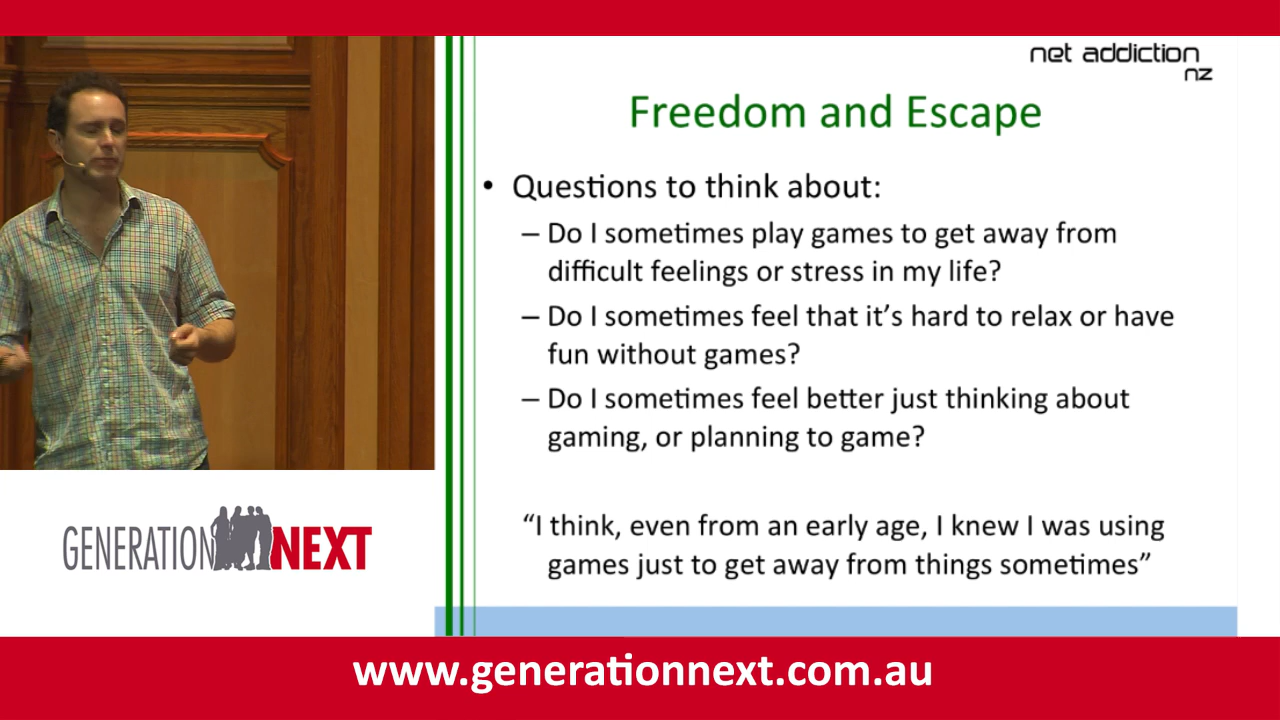 net addiction
nz
Freedom and Escape
• Questions to think about:
– Do I sometimes play games to get away from
difficult feelings or stress in my life?
– Do I sometimes feel that it’s hard to relax or have
fun without games?
– Do I sometimes feel better just thinking about
gaming, or planning to game?
“I think, even from an early age, I knew I was using
games just to get away from things sometimes”
GENERATION NEXT
www.generationnext.com.au